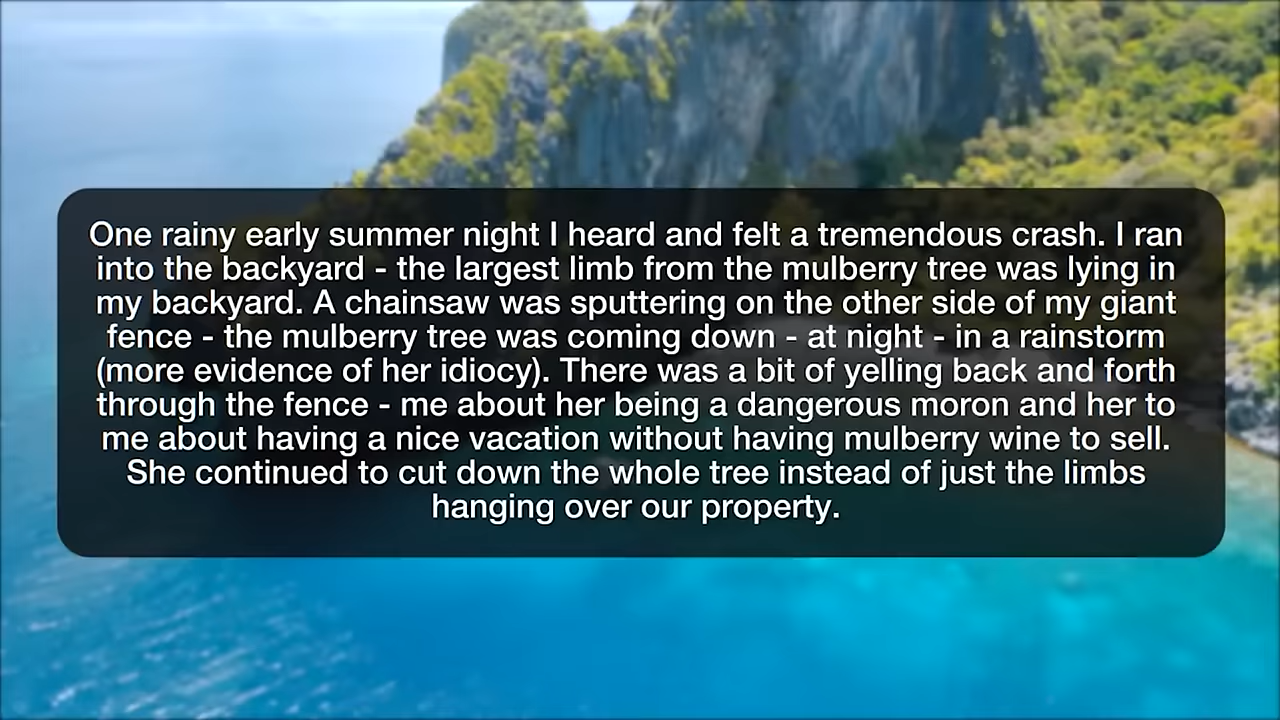 One rainy early summer night I heard and felt a tremendous crash. I ran
into the backyard - the largest limb from the mulberry tree was lying in
my backyard. A chainsaw was sputtering on the other side of my giant
fence - the mulberry tree was coming down - at night - in a rainstorm
(more evidence of her idiocy). There was a bit of yelling back and forth
through the fence - me about her being a dangerous moron and her to
me about having a nice vacation without having mulberry wine to sell.
She continued to cut down the whole tree instead of just the limbs
hanging over our property.